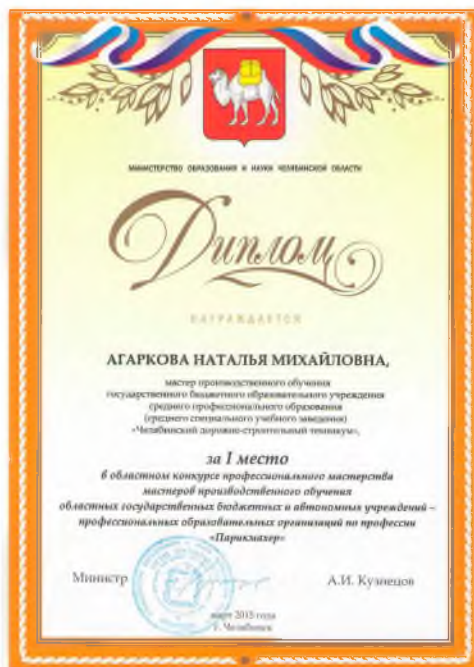 МИНИСТЕРСТВО ОБРАЗОВАНИЯ И НАУКИ ЧЕЛЯБИНСКОЙ ОБЛАСТИ
Диплом
НАГРАЖДАЕТСЯ
АГАРКОВА НАТАЛЬЯ МИХАЙЛОВНА,
мастер производственного обучения
государственного бюджетного образовательного учреждения
среднего профессионального образования
(среднего специального учебного заведения)
«Челябинский дорожно-строительный техникум»,
за I место
в областном конкурсе профессионального мастерства
мастеров производственного обучения
областных государственных бюджетных и автономных учреждений –
профессиональных образовательных организаций по профессии
«Парикмахер»
Министр
А.И. Кузнецов
март 2015 года
г. Челябинск